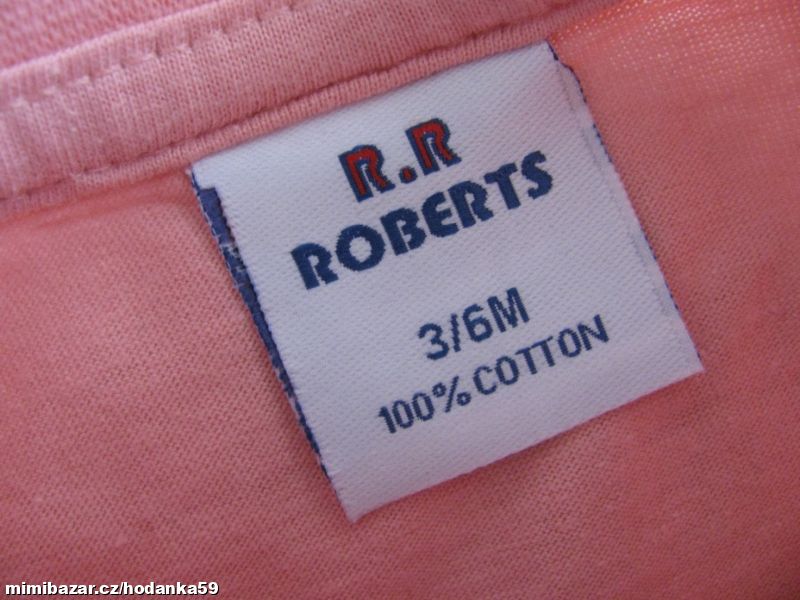 R.R
ROBERTS
3/6M
100% COTTON
mimibazar.cz/hodanka59